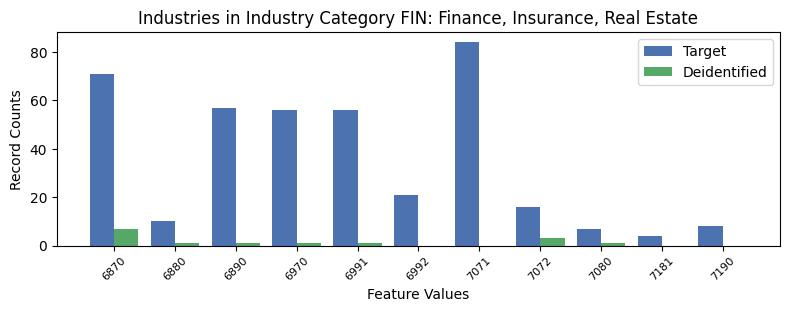 Industries in Industry Category FIN: Finance, Insurance, Real Estate
Target
Deidentified
Record Counts
80
60
40
20
0
6870 6880 6890 6970 6991 6992 7071 7072 7080 7181 7190
Feature Values